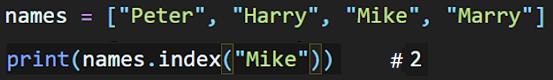 names = ["Peter", "Harry", "Mike", "Marry"]
print(names.index("Mike")) # 2